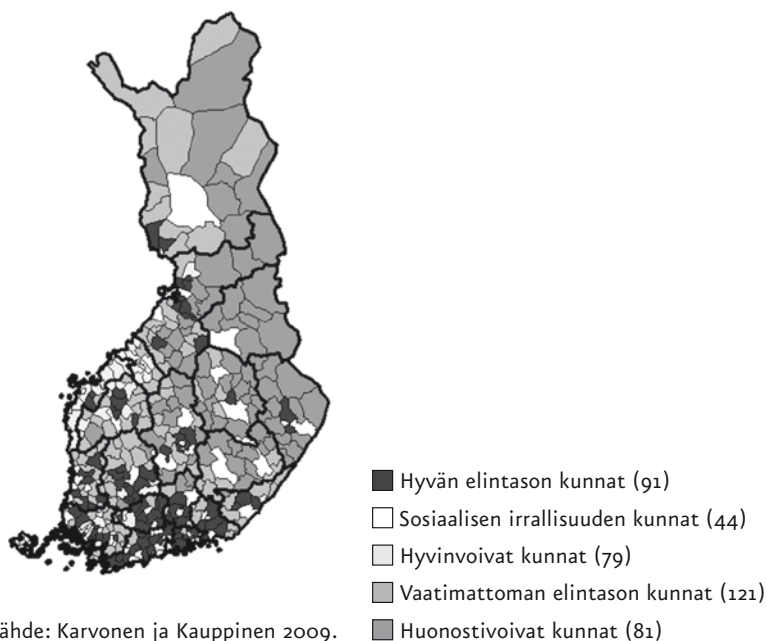 Hyvän elintason kunnat (91)
Sosiaalisen irrallisuuden kunnat (44)
Hyvinvoivat kunnat (79)
Vaatimattoman elintason kunnat (121)
Huonostivoivat kunnat (81)
ähde: Karvonen ja Kauppinen 2009.